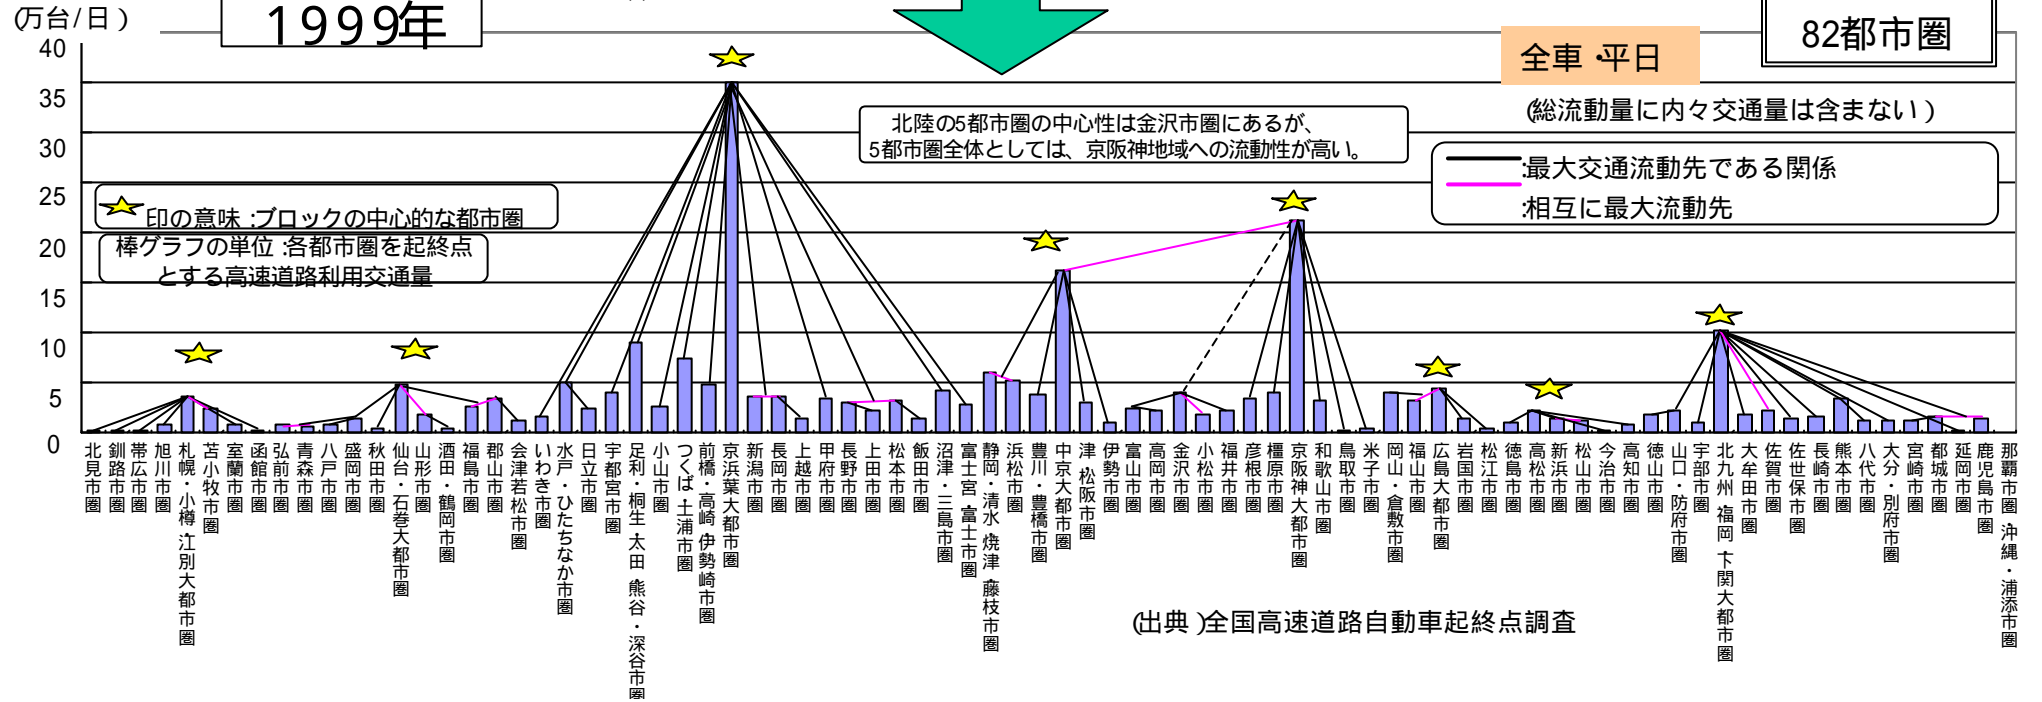 (万台/日)
1999年
82都市圏
全車・平日
(総流動量に内々交通量は含まない)
北陸の5都市圏の中心性は金沢市圏にあるが、
5都市圏全体としては、京阪神地域への流動性が高い。
:最大交通流動先である関係
:相互に最大流動先
印の意味:ブロックの中心的な都市圏
棒グラフの単位:各都市圏を起終点
とする高速道路利用交通量
40
35
30
25
20
15
10
5
0
北見市圏
釧路市圏
帯広市圏
旭川市圏
札幌・小樽・江別大都市圏
苫小牧市圏
室蘭市圏
函館市圏
弘前市圏
青森市圏
八戸市圏
盛岡市圏
秋田市圏
仙台・石巻大都市圏
山形市圏
酒田・鶴岡市圏
福島市圏
郡山市圏
会津若松市圏
いわき市圏
水戸・ひたちなか市圏
日立市圏
宇都宮市圏
足利・桐生・太田・熊谷・深谷市圏
小山市圏
つくば・土浦市圏
前橋・高崎・伊勢崎市圏
京浜葉大都市圏
新潟市圏
長岡市圏
上越市圏
甲府市圏
長野市圏
上田市圏
松本市圏
飯田市圏
沼津・三島市圏
富士宮・富士市圏
静岡・清水・焼津・藤枝市圏
浜松市圏
豊川・豊橋市圏
中京大都市圏
津・松阪市圏
伊勢市圏
富山市圏
高岡市圏
金沢市圏
小松市圏
福井市圏
彦根市圏
橿原市圏
京阪神大都市圏
和歌山市圏
鳥取市圏
米子市圏
岡山・倉敷市圏
福山市圏
広島大都市圏
岩国市圏
松江市圏
徳島市圏
高松市圏
新浜市圏
松山市圏
今治市圏
高知市圏
徳山市圏
山口・防府市圏
宇部市圏
北九州・福岡・下関大都市圏
大牟田市圏
佐賀市圏
佐世保市圏
長崎市圏
熊本市圏
八代市圏
大分・別府市圏
宮崎市圏
都城市圏
延岡市圏
鹿児島市圏
那覇市圏・沖縄・浦添市圏
(出典)全国高速道路自動車起終点調査